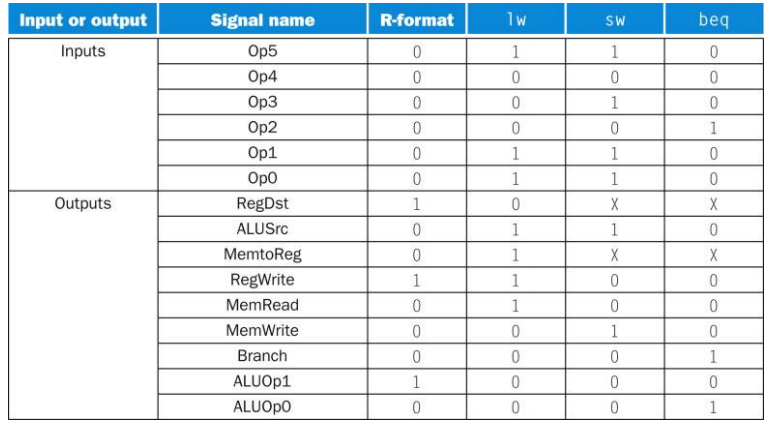 Input or output Signal name R-format lw sw beq
Inputs Op5 0 1 1 0
Op4 0 0 0 0
Op3 0 0 1 0
Op2 0 0 0 1
Op1 0 1 1 0
Op0 0 1 1 0
Outputs RegDst 1 0 X X
ALUSrc 0 1 1 0
MemtoReg 0 1 X X
RegWrite 1 1 0 0
MemRead 0 1 0 0
MemWrite 0 0 1 0
Branch 0 0 0 1
ALUOp1 1 0 0 0
ALUOp0 0 0 0 1